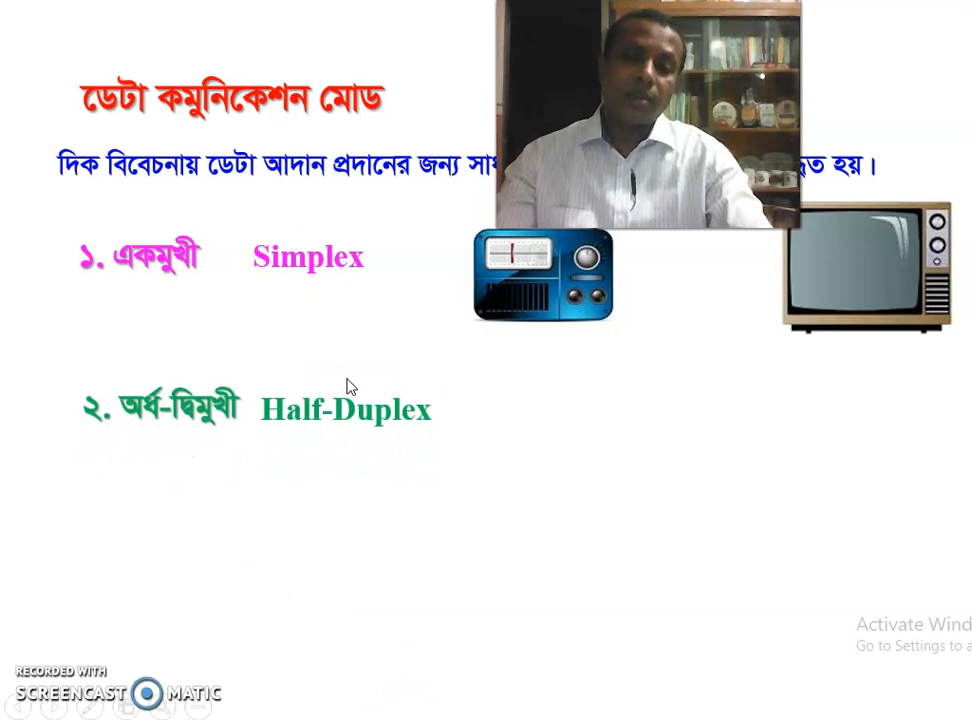 ডেটা কমুনিকেশন মোড
দিক বিবেচনায় ডেটা আদান প্রদানের জন্য হয়।
১. একমুখী Simplex
২. অর্ধ-দ্বিমুখী Half-Duplex
Activate Wind
Go to Settings to a
RECORDED WITH
SCREENCAST MATIC